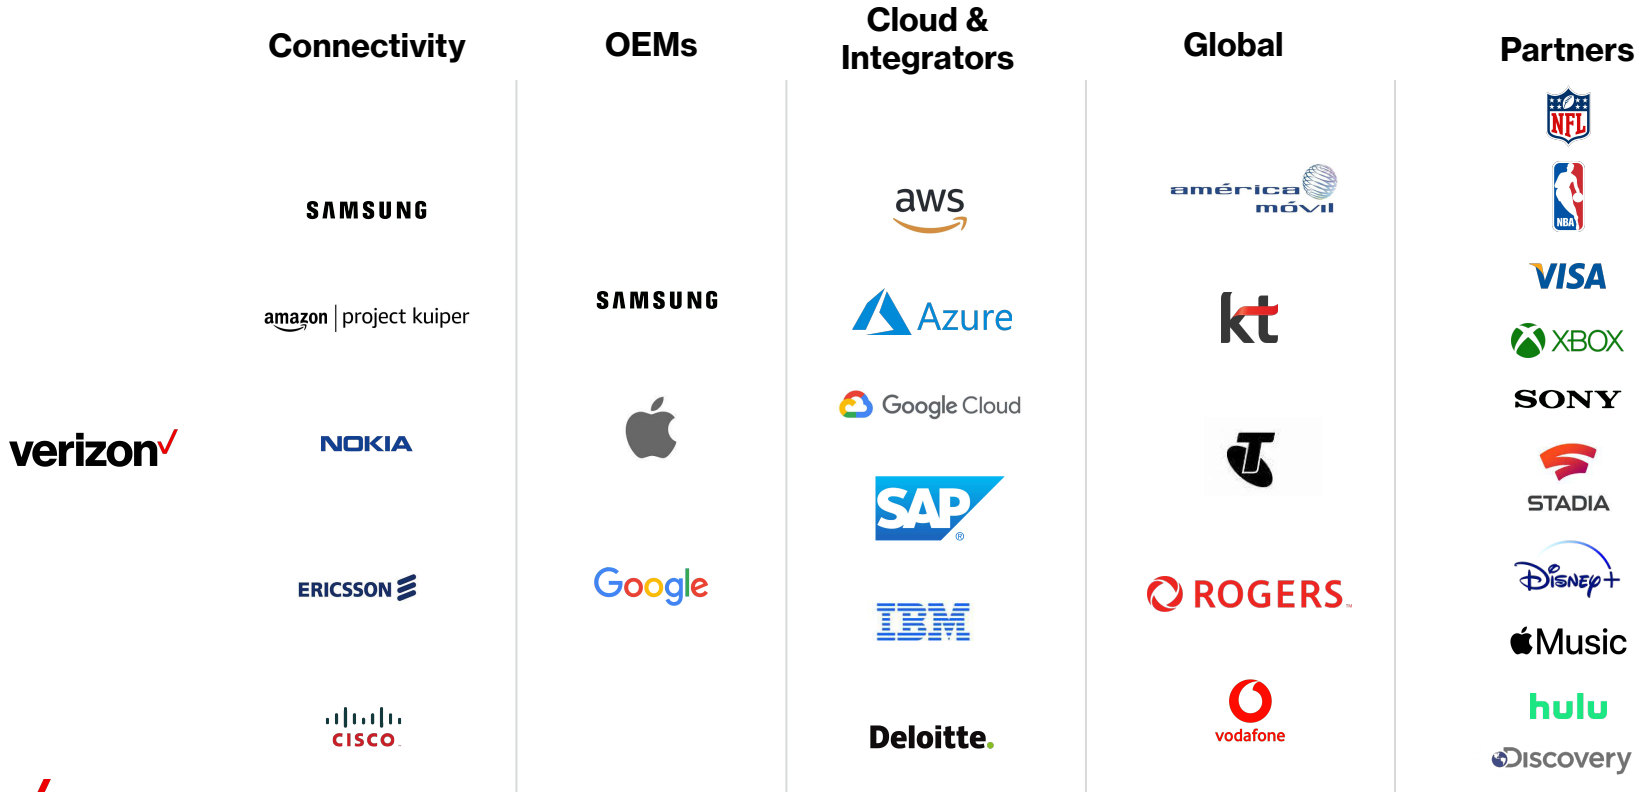 Connectivity
OEMs
Cloud &
Integrators
Global
Partners
verizon
SAMSUNG
amazon | project kuiper
NOKIA
ERICSSON
CISCO
SAMSUNG
Google
aws
Azure
Google Cloud
SAP®
IBM
Deloitte.
américa
móvil
kt
T
ROGERS™
vodafone
NFL
NBA
VISA
XBOX
SONY
STADIA
Disney+
Music
hulu
Discovery